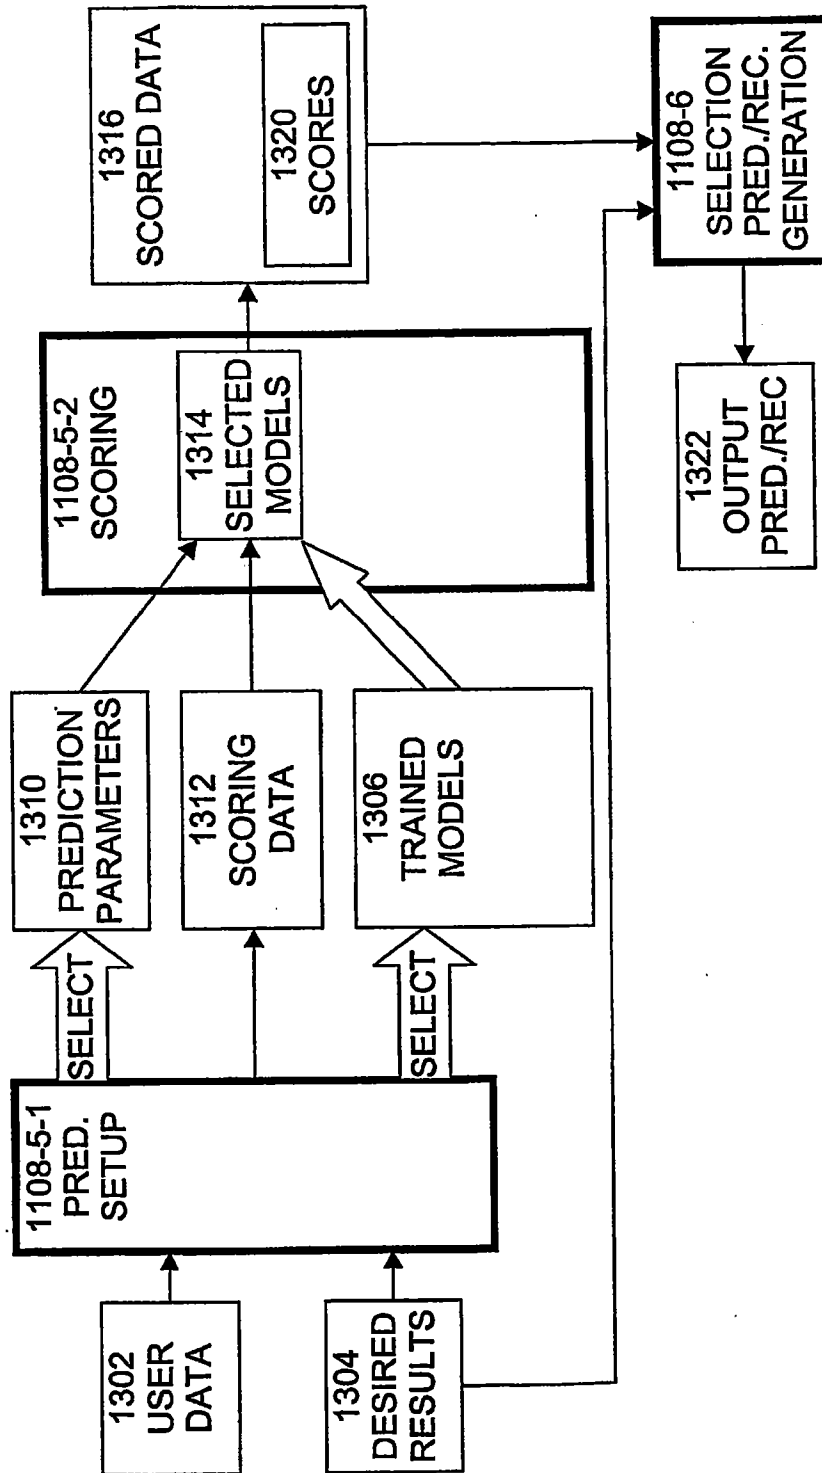 1302
USER
DATA
1304
DESIRED
RESULTS
1108-5-1
PRED.
SETUP
SELECT
SELECT
1310
PREDICTION
PARAMETERS
1312
SCORING
DATA
1306
TRAINED
MODELS
1108-5-2
SCORING
1314
SELECTED
MODELS
1316
SCORED DATA
1320
SCORES
1108-6
SELECTION
PRED./REC.
GENERATION
1322
OUTPUT
PRED./REC